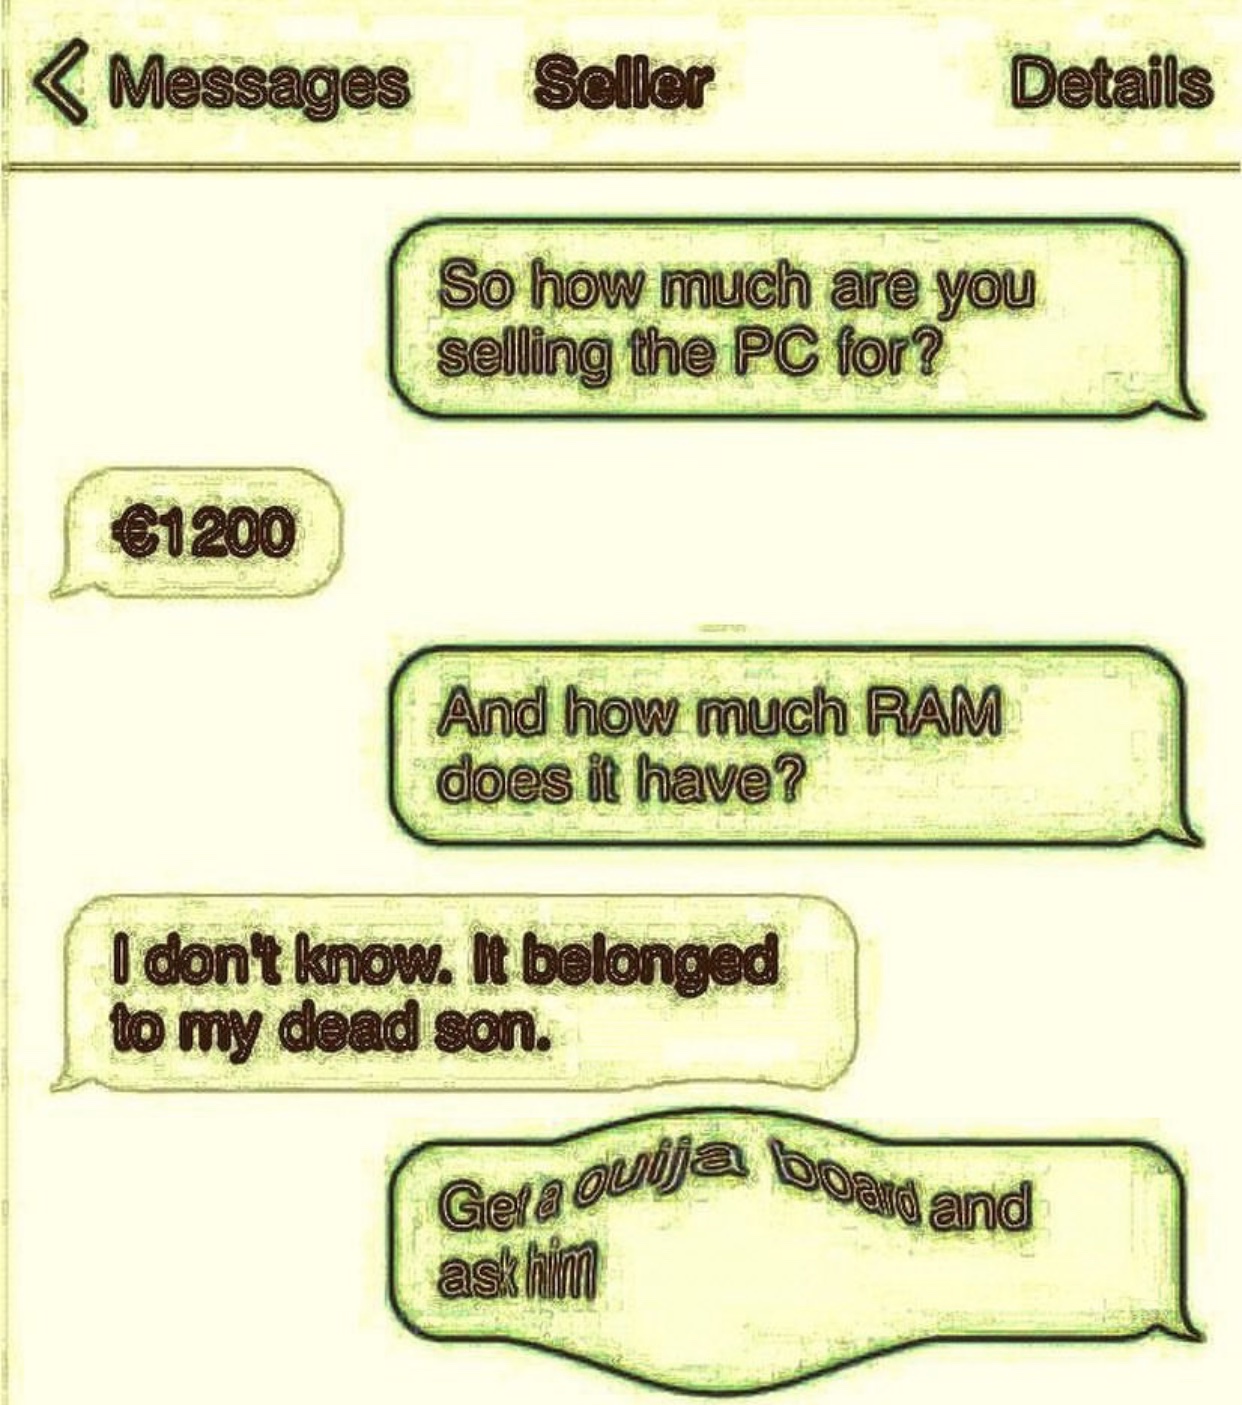 Messages Seller Details
So how much are you
selling the PC for?
€1200
And how much RAM
does it have?
I don't know. It belonged
to my dead son.
Get a ouija board and
ask him